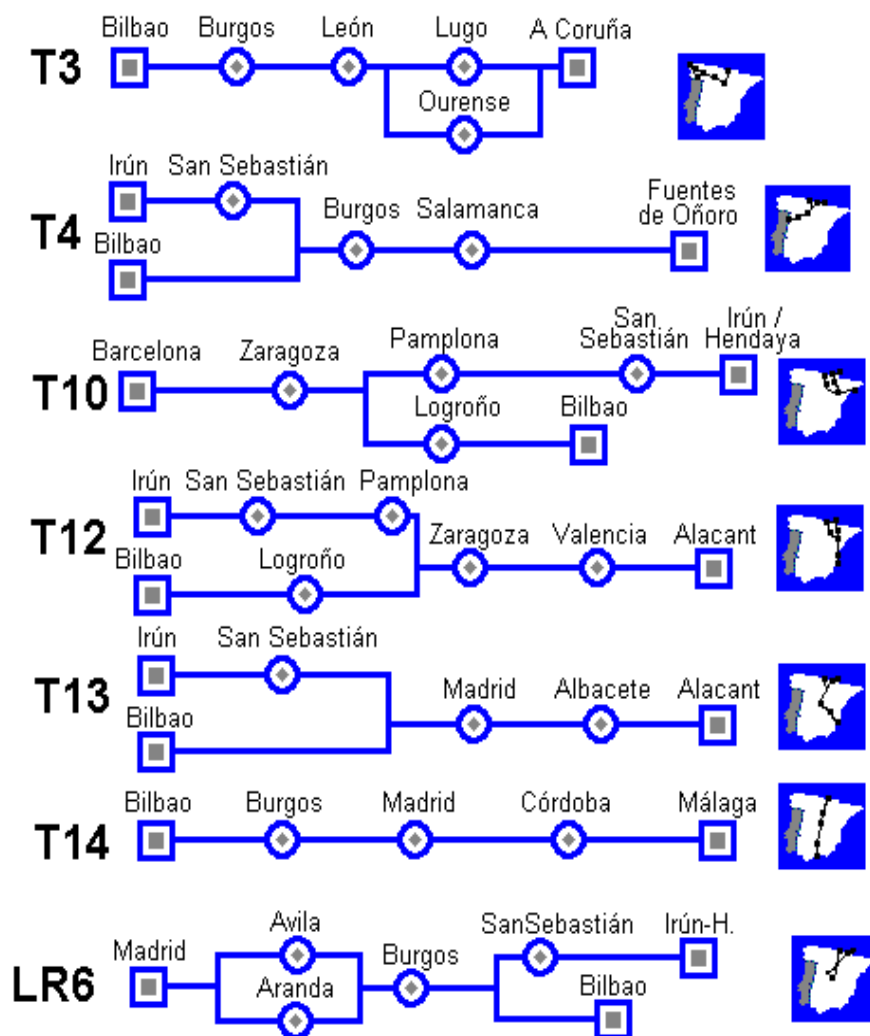 Bilbao Burgos León Lugo A Coruña
T3
Ourense
Irún San Sebastián
Fuentes
de Oñoro
Burgos Salamanca
T4
Bilbao
San
Sebastián
Irún /
Hendaya
Barcelona Zaragoza Pamplona
T10
Logroño Bilbao
Irún San Sebastián Pamplona
T12
Zaragoza Valencia Alacant
Bilbao Logroño
Irún San Sebastián
T13
Madrid Albacete Alacant
Bilbao
Bilbao Burgos Madrid Córdoba Málaga
T14
Avila SanSebastián Irún-H.
Madrid Burgos
LR6
Aranda Bilbao